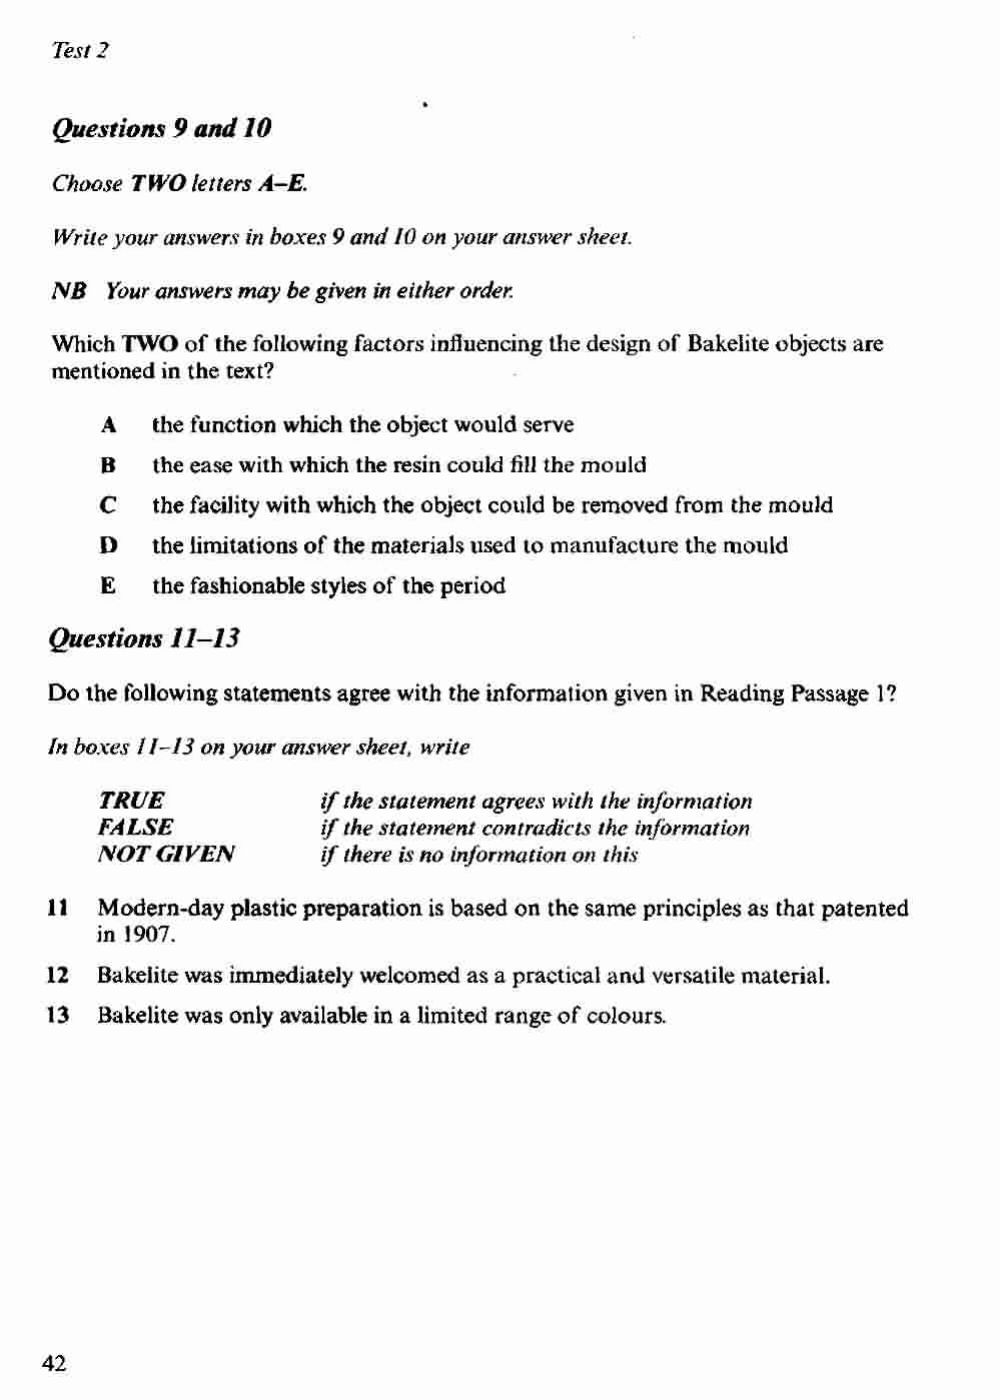 Test 2
Questions 9 and 10
Choose TWO letters A–E.
Write your answers in boxes 9 and 10 on your answer sheet.
NB Your answers may be given in either order.
Which TWO of the following factors influencing the design of Bakelite objects are
mentioned in the text?
A the function which the object would serve
B the ease with which the resin could fill the mould
C the facility with which the object could be removed from the mould
D the limitations of the materials used to manufacture the mould
E the fashionable styles of the period
Questions 11–13
Do the following statements agree with the information given in Reading Passage 1?
In boxes 11–13 on your answer sheet, write
TRUE if the statement agrees with the information
FALSE if the statement contradicts the information
NOT GIVEN if there is no information on this
11 Modern-day plastic preparation is based on the same principles as that patented
in 1907.
12 Bakelite was immediately welcomed as a practical and versatile material.
13 Bakelite was only available in a limited range of colours.
42